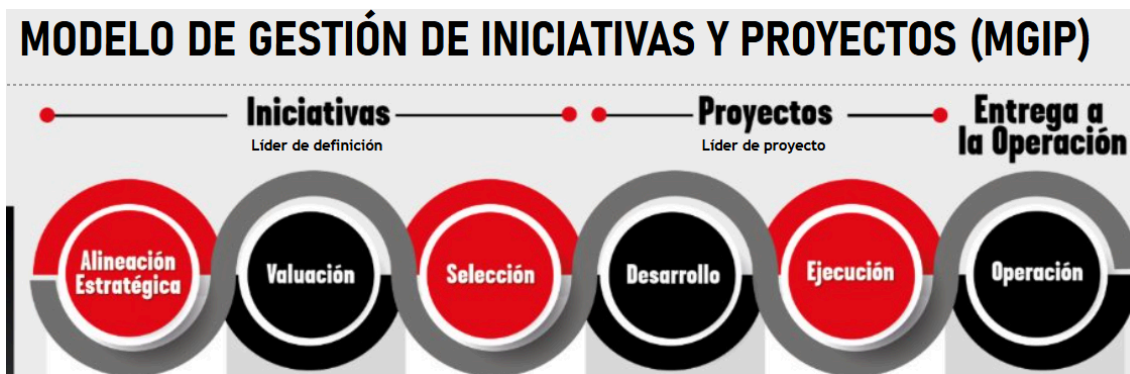 MODELO DE GESTIÓN DE INICIATIVAS Y PROYECTOS (MGIP)
Iniciativas
Líder de definición
Proyectos
Líder de proyecto
Entrega a
la Operación
Alineación
Estratégica
Valuación
Selección
Desarrollo
Ejecución
Operación